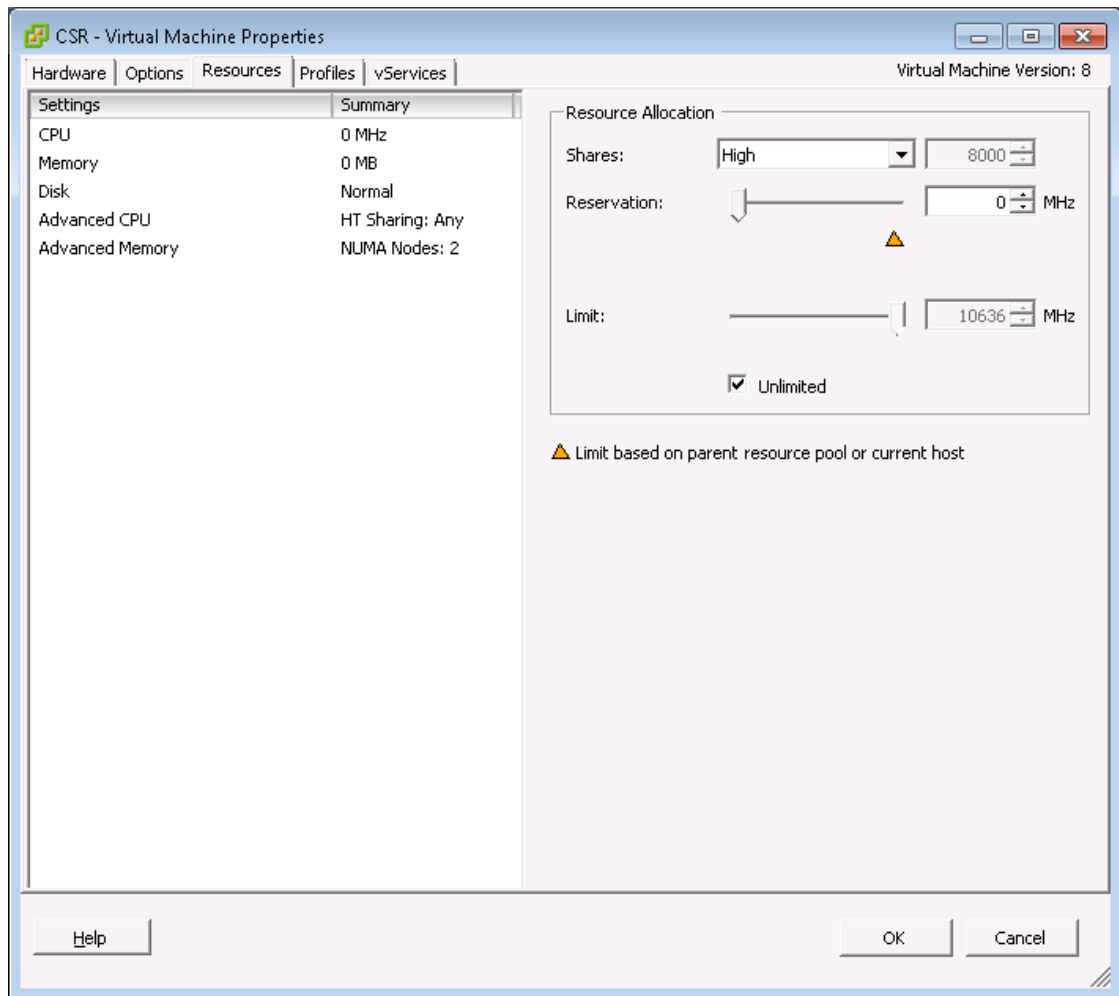 CSR - Virtual Machine Properties
Hardware Options Resources Profiles vServices Virtual Machine Version: 8
Settings Summary
CPU 0 MHz
Memory 0 MB
Disk Normal
Advanced CPU HT Sharing: Any
Advanced Memory NUMA Nodes: 2
Resource Allocation
Shares: High 8000
Reservation: 0 MHz
Limit: 10636 MHz
Unlimited
Limit based on parent resource pool or current host
Help OK Cancel